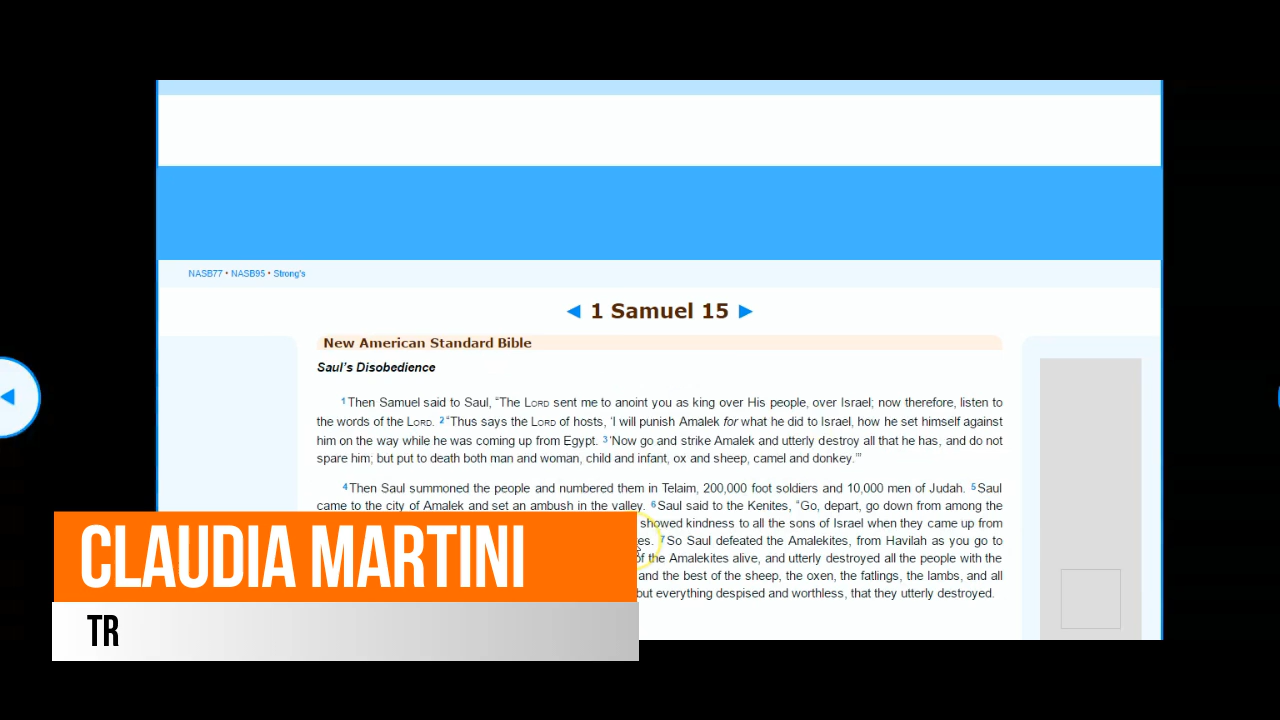 NASB77 • NASB95 • Strong's
◄ 1 Samuel 15 ►
New American Standard Bible
Saul's Disobedience
1Then Samuel said to Saul, “The LORD sent me to anoint you as king over His people, over Israel; now therefore, listen to
the words of the LORD. 2“Thus says the LORD of hosts, ‘I will punish Amalek for what he did to Israel, how he set himself against
him on the way while he was coming up from Egypt. 3‘Now go and strike Amalek and utterly destroy all that he has, and do not
spare him; but put to death both man and woman, child and infant, ox and sheep, camel and donkey.’”
4Then Saul summoned the people and numbered them in Telaim, 200,000 foot soldiers and 10,000 men of Judah. 5Saul
came to the city of Amalek and set an ambush in the valley. 6Saul said to the Kenites, “Go, depart, go down from among the
showed kindness to all the sons of Israel when they came up from
es. 7So Saul defeated the Amalekites, from Havilah as you go to
of the Amalekites alive, and utterly destroyed all the people with the
and the best of the sheep, the oxen, the fatlings, the lambs, and all
but everything despised and worthless, that they utterly destroyed.
CLAUDIA MARTINI
TR